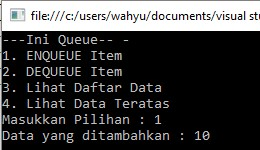 file:///c:/users/wahyu/documents/visual stu
---Ini Queue-- -
1. ENQUEUE Item
2. DEQUEUE Item
3. Lihat Daftar Data
4. Lihat Data Teratas
Masukkan Pilihan : 1
Data yang ditambahkan : 10